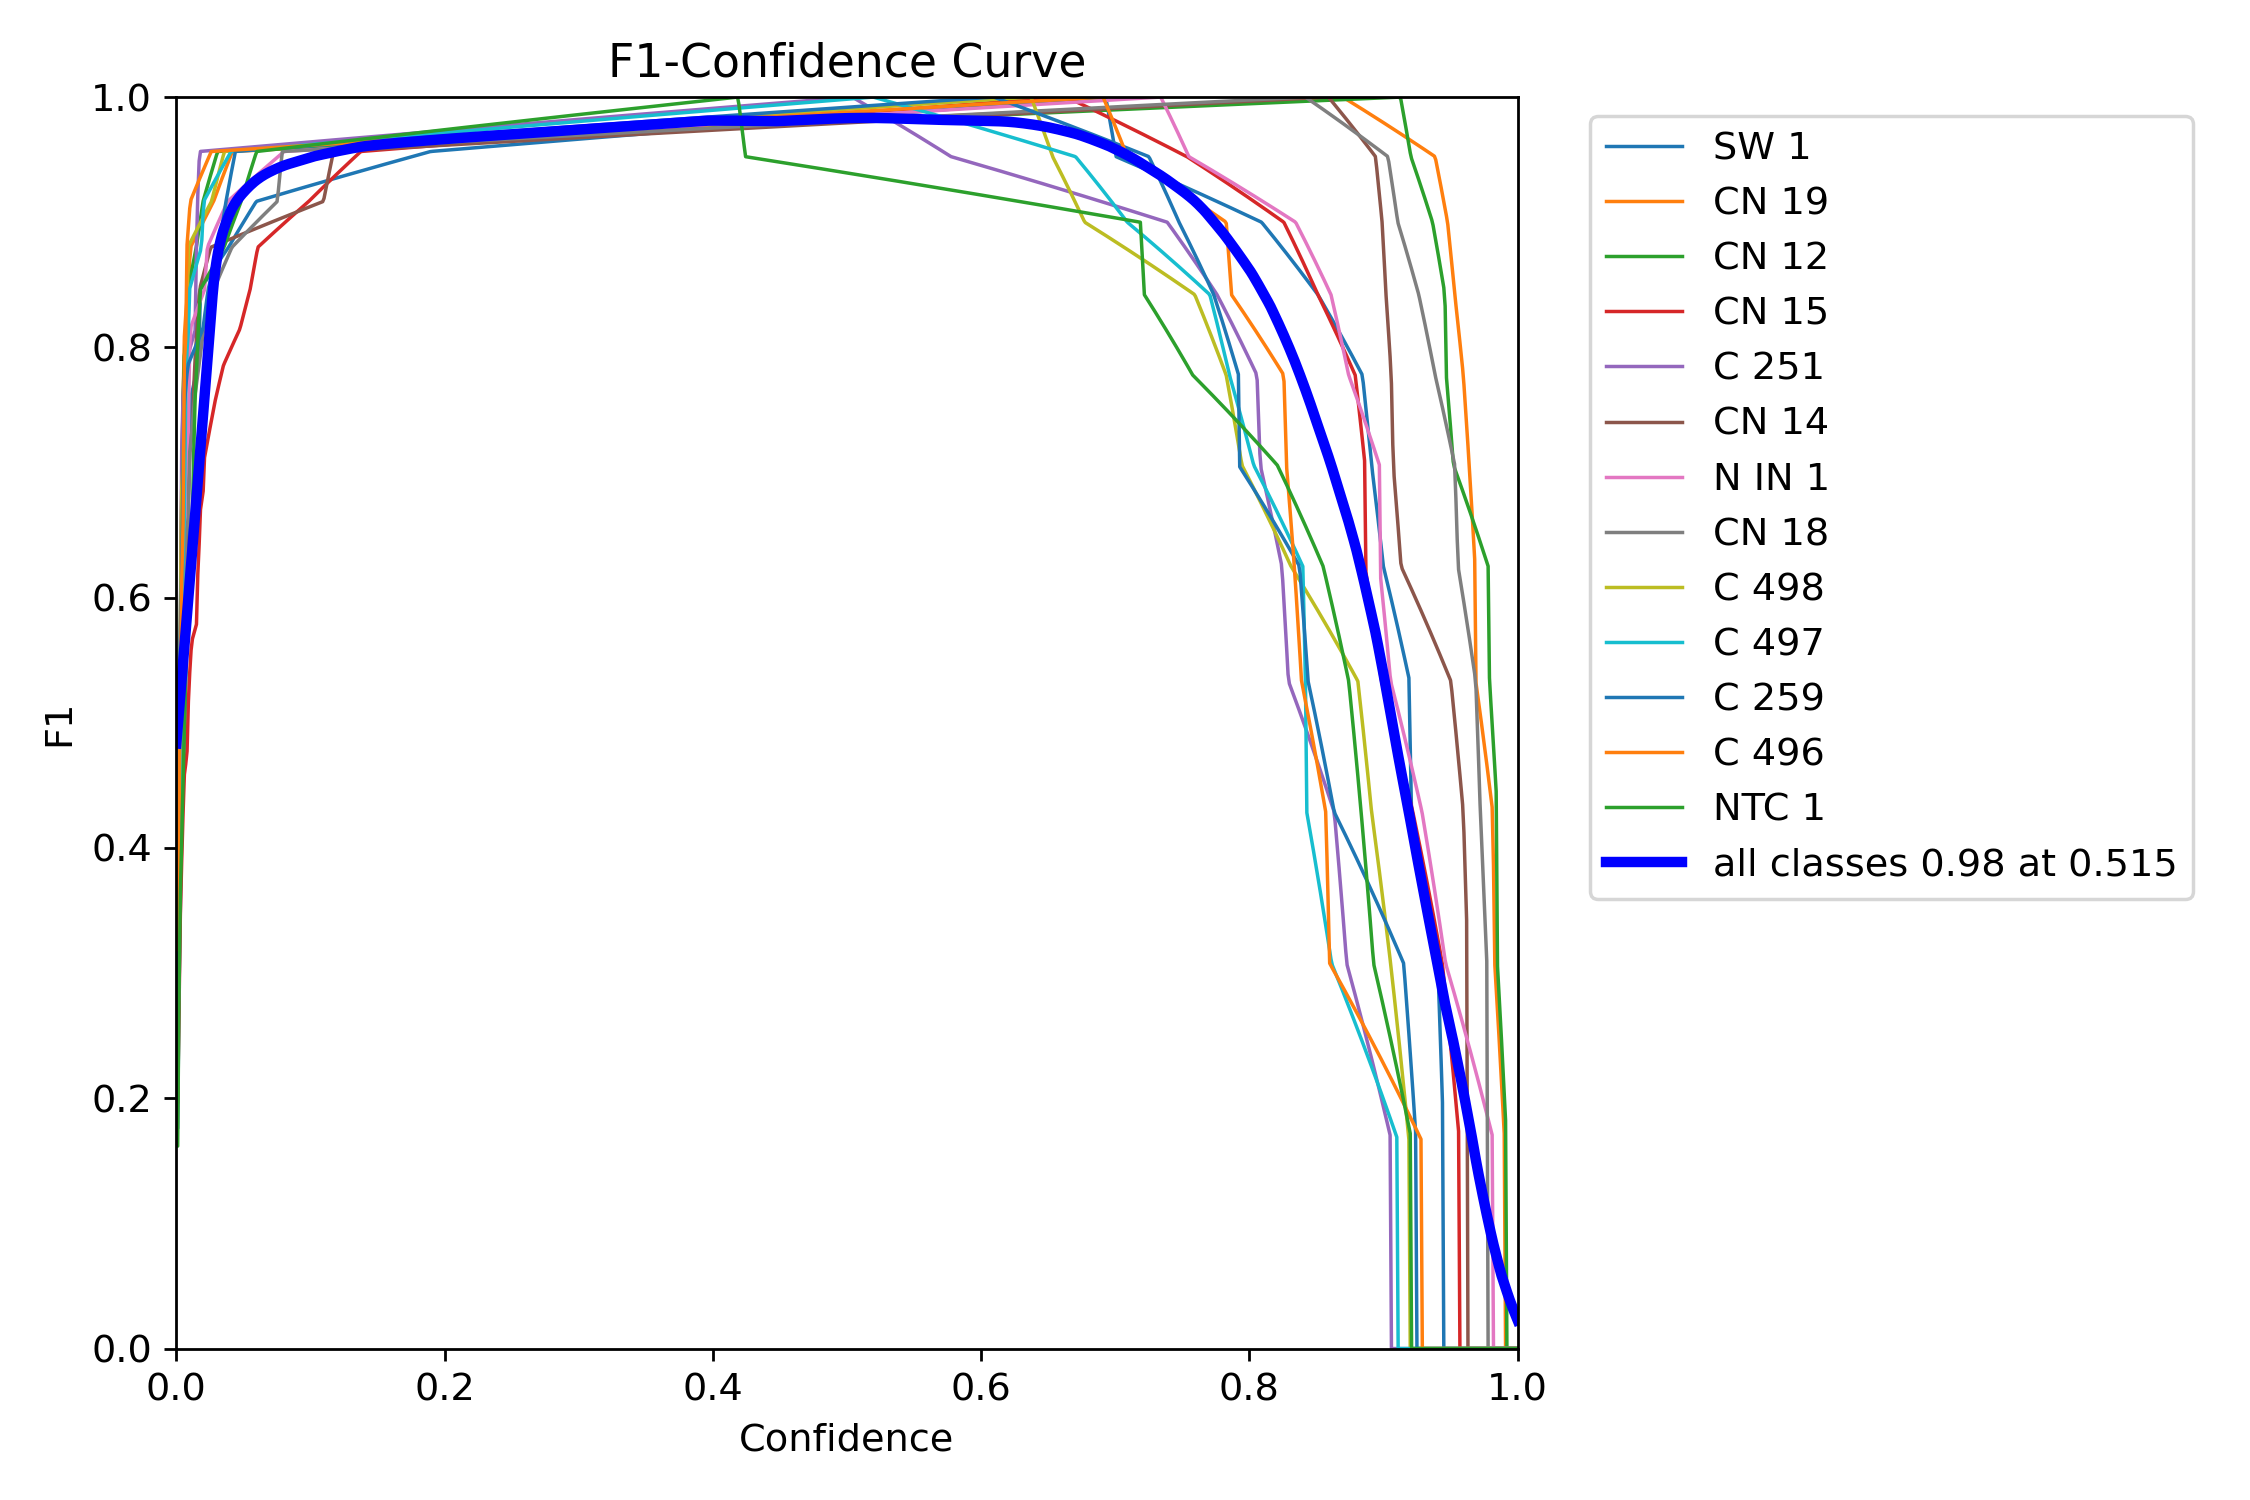 F1-Confidence Curve
1.0
0.8
0.6
0.4
0.2
0.0
F1
0.0 0.2 0.4 0.6 0.8 1.0
Confidence
SW 1
CN 19
CN 12
CN 15
C 251
CN 14
N IN 1
CN 18
C 498
C 497
C 259
C 496
NTC 1
all classes 0.98 at 0.515